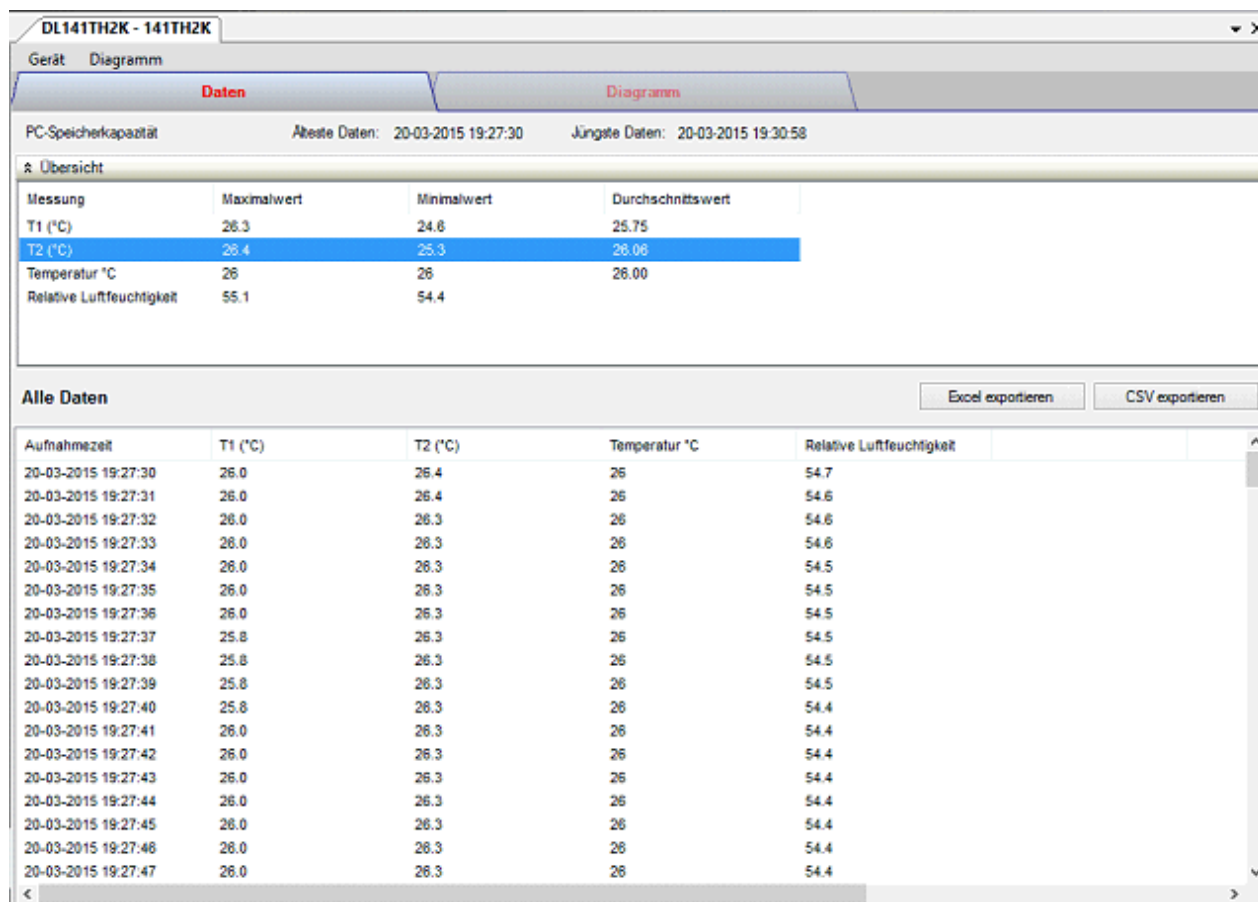 DL141TH2K - 141TH2K
Gerät Diagramm
Daten Diagramm
PC-Speicherkapazität Älteste Daten: 20-03-2015 19:27:30 Jüngste Daten: 20-03-2015 19:30:58
Übersicht
Messung Maximalwert Minimalwert Durchschnittswert
T1 (°C) 26.3 24.6 25.75
T2 (°C) 26.4 25.3 26.06
Temperatur °C 26 26 26.00
Relative Luftfeuchtigkeit 55.1 54.4
Alle Daten Excel exportieren CSV exportieren
Aufnahmezeit T1 (°C) T2 (°C) Temperatur °C Relative Luftfeuchtigkeit
20-03-2015 19:27:30 26.0 26.4 26 54.7
20-03-2015 19:27:31 26.0 26.4 26 54.6
20-03-2015 19:27:32 26.0 26.3 26 54.6
20-03-2015 19:27:33 26.0 26.3 26 54.6
20-03-2015 19:27:34 26.0 26.3 26 54.5
20-03-2015 19:27:35 26.0 26.3 26 54.5
20-03-2015 19:27:36 26.0 26.3 26 54.5
20-03-2015 19:27:37 25.8 26.3 26 54.5
20-03-2015 19:27:38 25.8 26.3 26 54.5
20-03-2015 19:27:39 25.8 26.3 26 54.5
20-03-2015 19:27:40 25.8 26.3 26 54.4
20-03-2015 19:27:41 26.0 26.3 26 54.4
20-03-2015 19:27:42 26.0 26.3 26 54.4
20-03-2015 19:27:43 26.0 26.3 26 54.4
20-03-2015 19:27:44 26.0 26.3 26 54.4
20-03-2015 19:27:45 26.0 26.3 26 54.4
20-03-2015 19:27:46 26.0 26.3 26 54.4
20-03-2015 19:27:47 26.0 26.3 26 54.4